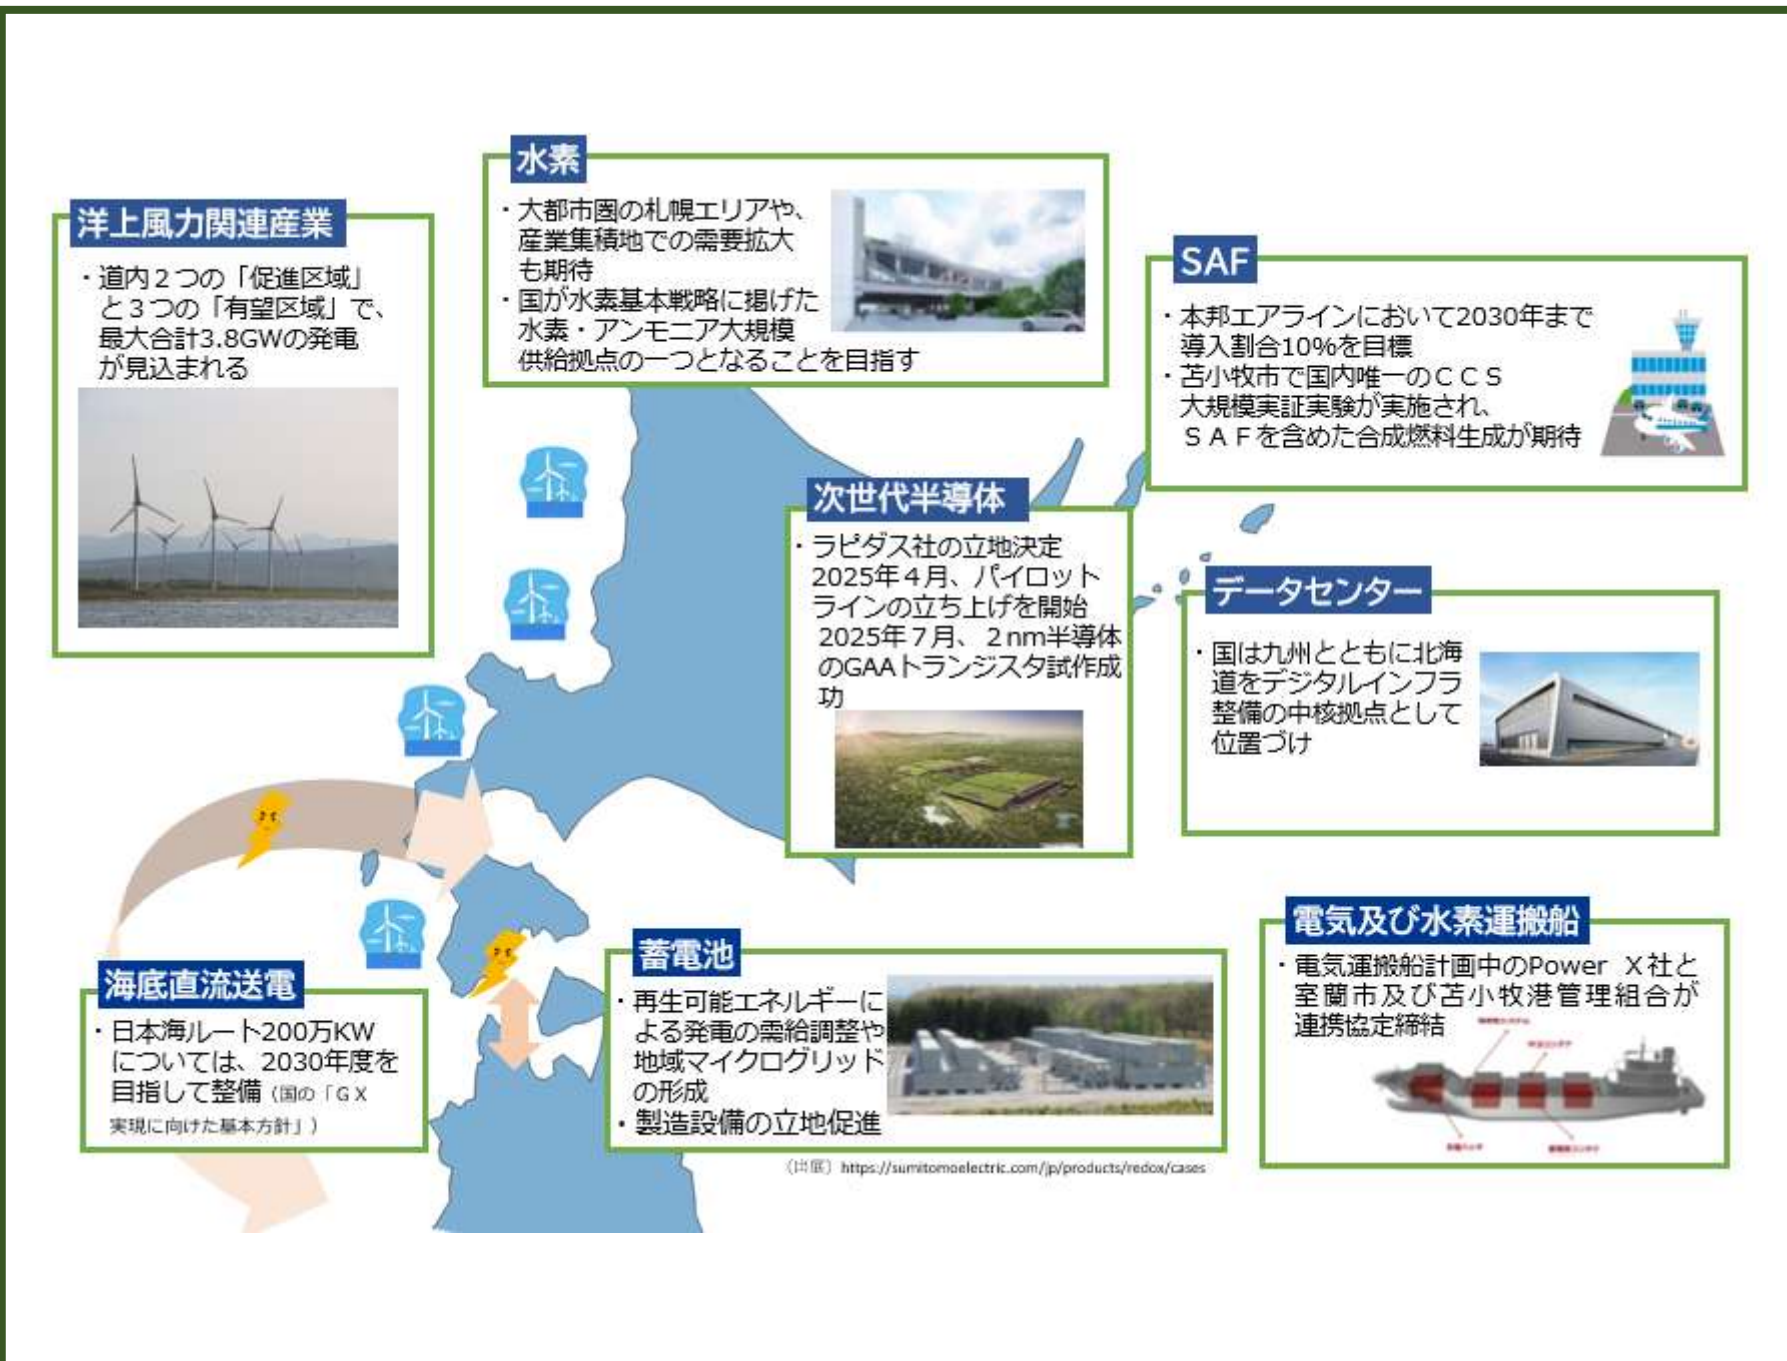 水素
・大都市圏の札幌エリアや、
産業集積地での需要拡大
も期待
・国が水素基本戦略に掲げた
水素・アンモニア大規模
供給拠点の一つとなることを目指す
洋上風力関連産業
・道内２つの「促進区域」
と３つの「有望区域」で、
最大合計3.8GWの発電
が見込まれる
SAF
・本邦エアラインにおいて2030年まで
導入割合10%を目標
・苫小牧市で国内唯一のＣＣＳ
大規模実証実験が実施され、
ＳＡＦを含めた合成燃料生成が期待
次世代半導体
・ラピダス社の立地決定
2025年４月、パイロット
ラインの立ち上げを開始
2025年７月、２nm半導体
のGAAトランジスタ試作成
功
データセンター
・国は九州とともに北海
道をデジタルインフラ
整備の中核拠点として
位置づけ
海底直流送電
・日本海ルート200万KW
については、2030年度を
目指して整備（国の「ＧＸ
実現に向けた基本方針」）
蓄電池
・再生可能エネルギーに
よる発電の需給調整や
地域マイクログリッド
の形成
・製造設備の立地促進
（出展）https://sumitomoelectric.com/jp/products/redox/cases
電気及び水素運搬船
・電気運搬船計画中のPower Ｘ社と
室蘭市及び苫小牧港管理組合が
連携協定締結